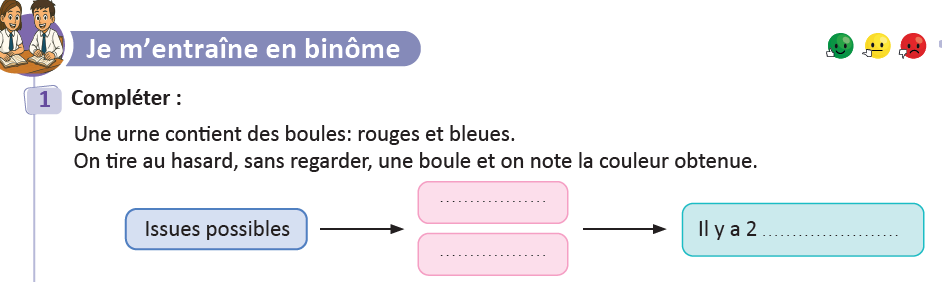 Je m'entraîne en binôme
1 Compléter :
Une urne contient des boules: rouges et bleues.
On tire au hasard, sans regarder, une boule et on note la couleur obtenue.
Issues possibles
..................
..................
Il y a 2 .......................